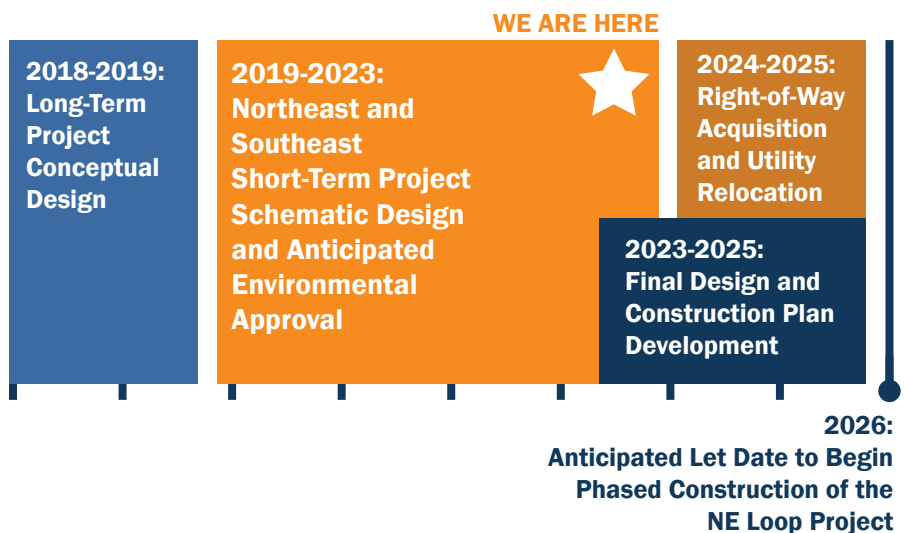 WE ARE HERE
2018-2019:
Long-Term
Project
Conceptual
Design
2019-2023:
Northeast and
Southeast
Short-Term Project
Schematic Design
and Anticipated
Environmental
Approval
2024-2025:
Right-of-Way
Acquisition
and Utility
Relocation
2023-2025:
Final Design and
Construction Plan
Development
2026:
Anticipated Let Date to Begin
Phased Construction of the
NE Loop Project